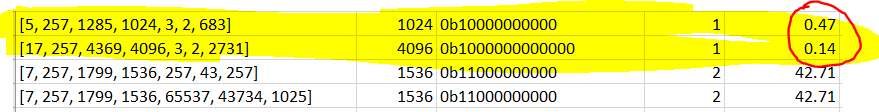 [5, 257, 1285, 1024, 3, 2, 683] 1024 0b10000000000 1 0.47
[17, 257, 4369, 4096, 3, 2, 2731] 4096 0b1000000000000 1 0.14
[7, 257, 1799, 1536, 257, 43, 257] 1536 0b11000000000 2 42.71
[7, 257, 1799, 1536, 65537, 43734, 1025] 1536 0b11000000000 2 42.71